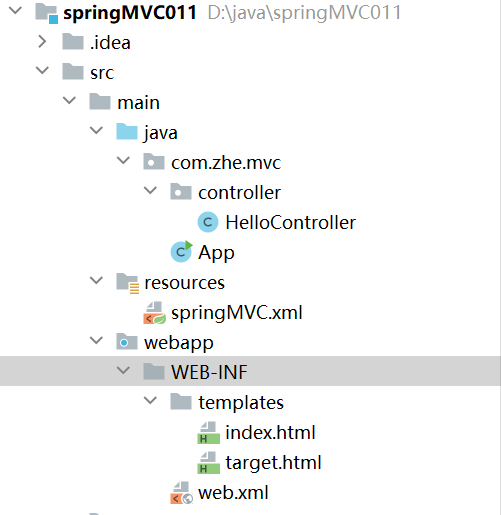 springMVC011 D:\java\springMVC011
.idea
src
main
java
com.zhe.mvc
controller
HelloController
App
resources
springMVC.xml
webapp
WEB-INF
templates
index.html
target.html
web.xml